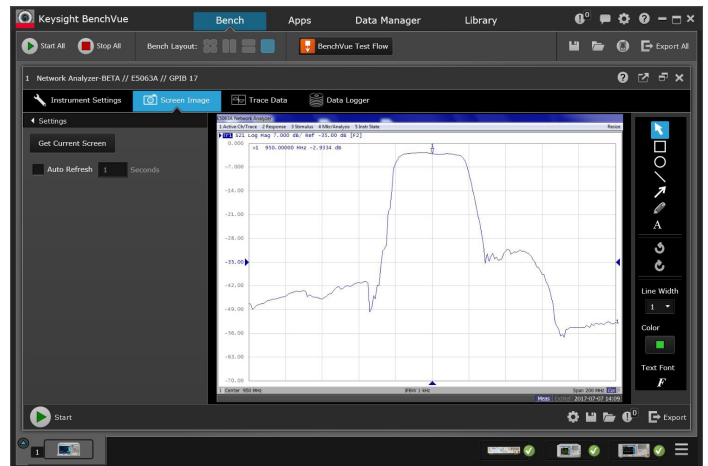 Keysight BenchVue
Bench
Apps
Data Manager
Library
0
Start All
Stop All
Bench Layout:
BenchVue Test Flow
Export All
1 Network Analyzer-BETA // E5063A // GPIB 17
Instrument Settings
Screen Image
Trace Data
Data Logger
Settings
Get Current Screen
Auto Refresh
1
Seconds
E5063A Network Analyzer
1 Active Ch/Trace 2 Response 3 Stimulus 4 Mkr/Analysis 5 Instr State
Resize
Tr1 S21 Log Mag 7.000 dB/ Ref -35.00 dB [F2]
0.000
>1 950.00000 MHz -2.9334 dB
1
-7.000
-14.00
-21.00
-28.00
-35.00
-42.00
-49.00
1
-56.00
-63.00
-70.00
1 Center 950 MHz
IFBW 1 kHz
Span 200 MHz
Meas
ExtRef
2017-07-07 14:09
A
Line Width
1
Color
Text Font
F
Start
0
Export
1